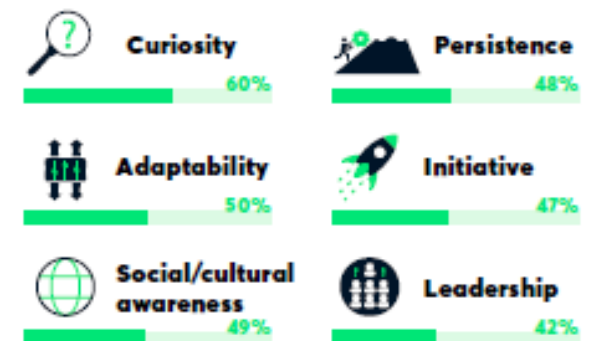 ?
Curiosity
60%
Persistence
48%
Adaptability
50%
Initiative
47%
Social/cultural
awareness
49%
Leadership
42%